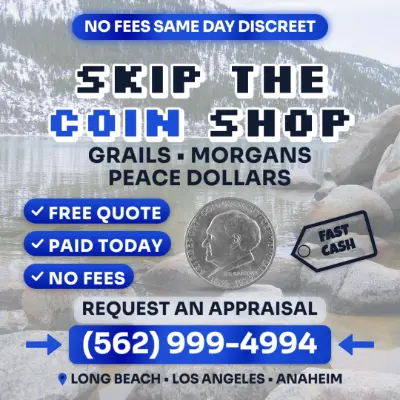 NO FEES SAME DAY DISCREET
SKIP THE
COIN SHOP
GRAILS • MORGANS
PEACE DOLLARS
FREE QUOTE
PAID TODAY
NO FEES
FAST
CASH
REQUEST AN APPRAISAL
(562) 999-4994
LONG BEACH • LOS ANGELES • ANAHEIM